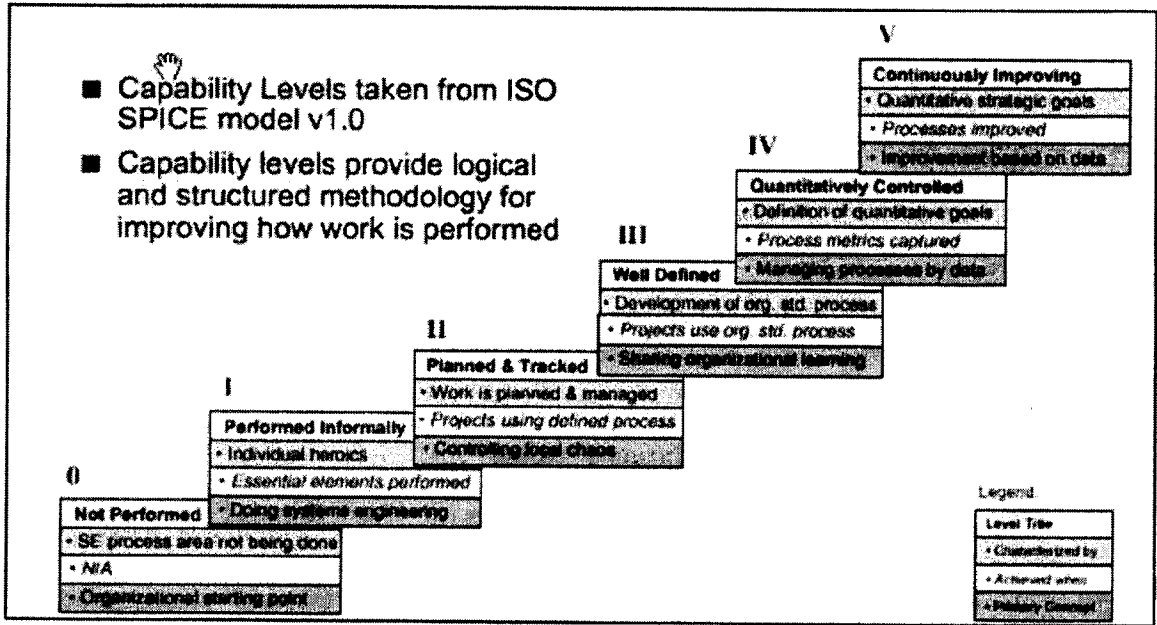 ■ Capability Levels taken from ISO
SPICE model v1.0
■ Capability levels provide logical
and structured methodology for
improving how work is performed
V
Continuously Improving
• Quantitative strategic goals
• Processes improved
• Improvement based on data
IV
Quantitatively Controlled
• Definition of quantitative goals
• Process metrics captured
• Managing processes by data
III
Well Defined
• Development of org. std. process
• Projects use org. std. process
• Sharing organizational learning
II
Planned & Tracked
• Work is planned & managed
• Projects using defined process
• Controlling local chaos
I
Performed Informally
• Individual heroics
• Essential elements performed
• Doing systems engineering
0
Not Performed
• SE process area not being done
• N/A
• Organizational starting point
Legend
Level Title
• Characterized by
• Achieved when
• Primary Concept